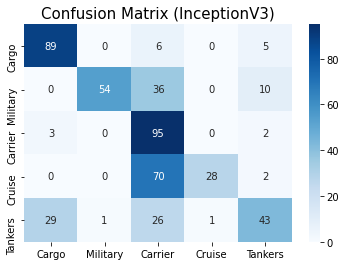 Confusion Matrix (InceptionV3)
Cargo 89 0 6 0 5
Military 0 54 36 0 10
Carrier 3 0 95 0 2
Cruise 0 0 70 28 2
Tankers 29 1 26 1 43
Cargo Military Carrier Cruise Tankers
80
60
40
20
0